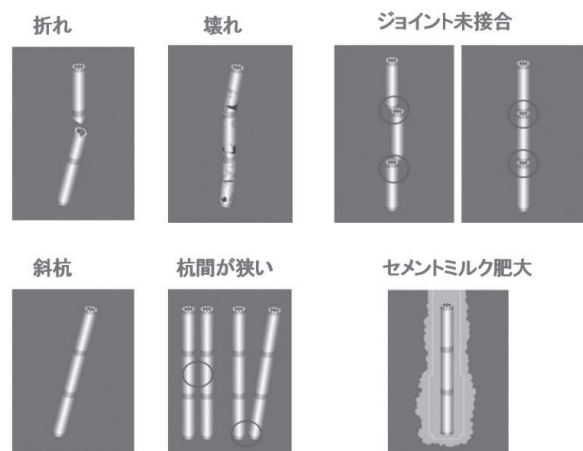 折れ
壊れ
ジョイント未接合
斜杭
杭間が狭い
セメントミルク肥大